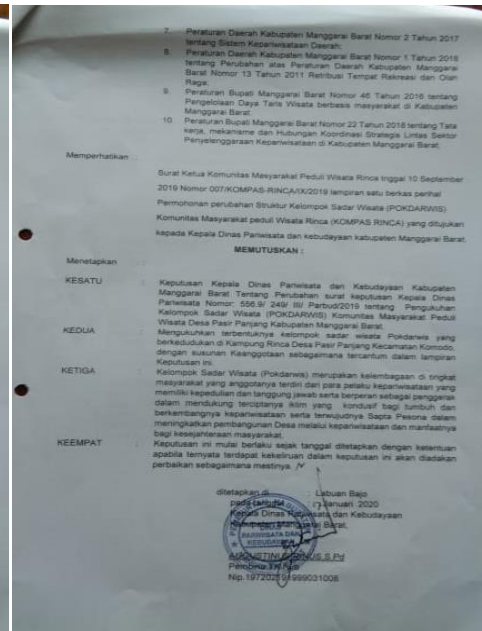 7. Peraturan Daerah Kabupaten Manggarai Barat Nomor 2 Tahun 2017
tentang Sistem Kepariwisataan Daerah;
8. Peraturan Daerah Kabupaten Manggarai Barat Nomor 1 Tahun 2018
tentang Perubahan atas Peraturan Daerah Kabupaten Manggarai
Barat Nomor 13 Tahun 2011 Retribusi Tempat Rekreasi dan Olah
Raga;
9. Peraturan Bupati Manggarai Barat Nomor 46 Tahun 2016 tentang
Pengelolaan Daya Tarik Wisata berbasis masyarakat di Kabupaten
Manggarai Barat;
10. Peraturan Bupati Manggarai Barat Nomor 22 Tahun 2018 tentang Tata
kerja, mekanisme dan Hubungan Koordinasi Strategis Lintas Sektor
Penyelenggaraan Kepariwisataan di Kabupaten Manggarai Barat;
Memperhatikan :
Surat Ketua Komunitas Masyarakat Peduli Wisata Rinca tnggal 10 September
2019 Nomor 007/KOMPAS-RINCA/IX/2019 lampiran satu berkas perihal
Permohonan perubahan Struktur Kelompok Sadar Wisata (POKDARWIS)
Komunitas Masyarakat peduli Wisata Rinca (KOMPAS RINCA) yang ditujukan
kepada Kepala Dinas Pariwisata dan kebudayaan kabupaten Manggarai Barat.
MEMUTUSKAN :
Menetapkan :
KESATU : Keputusan Kepala Dinas Pariwisata dan Kebudayaan Kabupaten
Manggarai Barat Tentang Perubahan surat keputusan Kepala Dinas
Pariwisata Nomor: 556.9/ 249/ III/ Parbud/2019 tentang Pengukuhan
Kelompok Sadar Wisata (POKDARWIS) Komunitas Masyarakat Peduli
Wisata Desa Pasir Panjang Kabupaten Manggarai Barat.
KEDUA : Mengukuhkan terbentuknya kelompok sadar wisata Pokdarwis yang
berkedudukan di Kampung Rinca Desa Pasir Panjang Kecamatan Komodo,
dengan susunan Keanggotaan sebagaimana tercantum dalam lampiran
Keputusan ini.
KETIGA : Kelompok Sadar Wisata (Pokdarwis) merupakan kelembagaan di tingkat
masyarakat yang anggotanya terdiri dari para pelaku kepariwisataan yang
memiliki kepedulian dan tanggung jawab serta berperan sebagai penggerak
dalam mendukung terciptanya iklim yang kondusif bagi tumbuh dan
berkembangnya kepariwisataan serta terwujudnya Sapta Pesona dalam
meningkatkan pembangunan Desa melalui kepariwisataan dan manfaatnya
bagi kesejahteraan masyarakat.
KEEMPAT : Keputusan ini mulai berlaku sejak tanggal ditetapkan dengan ketentuan
apabila ternyata terdapat kekeliruan dalam keputusan ini akan diadakan
perbaikan sebagaimana mestinya.
ditetapkan di : Labuan Bajo
pada tanggal : Januari 2020
Kepala Dinas Pariwisata dan Kebudayaan
Kabupaten Manggarai Barat,
DINAS
PARIWISATA DAN
KEBUDAYAAN
S.Pd
Pembina
Nip.197202191999031008